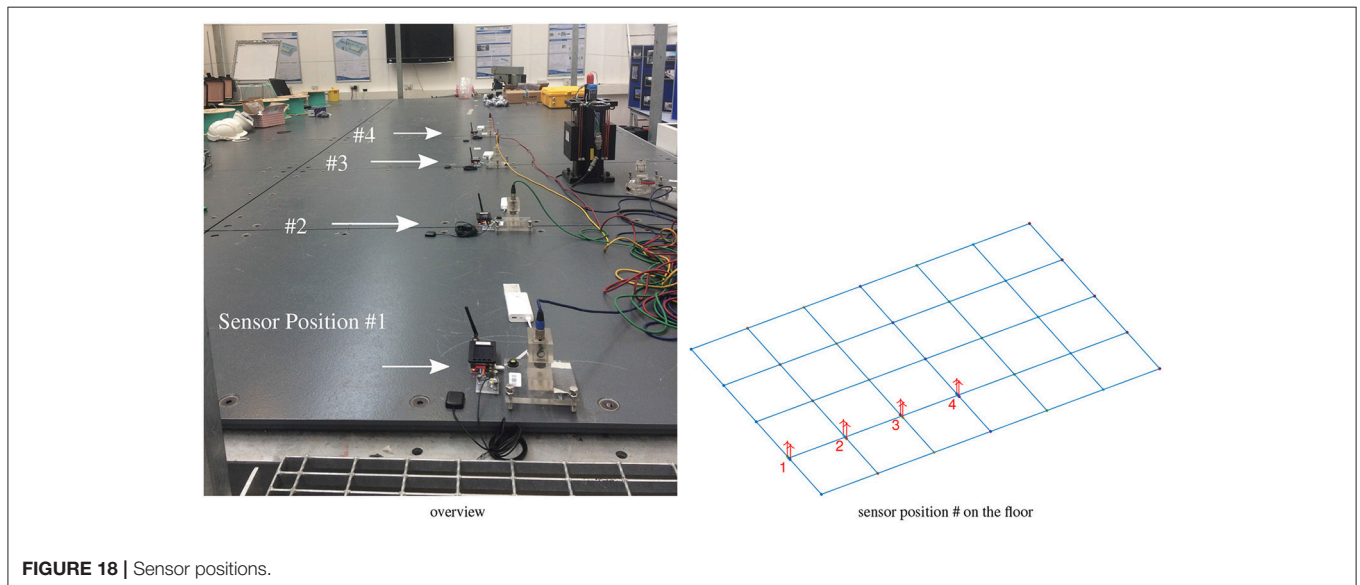 #4
#3
#2
Sensor Position #1
1
2
3
4
overview
sensor position # on the floor
FIGURE 18 | Sensor positions.